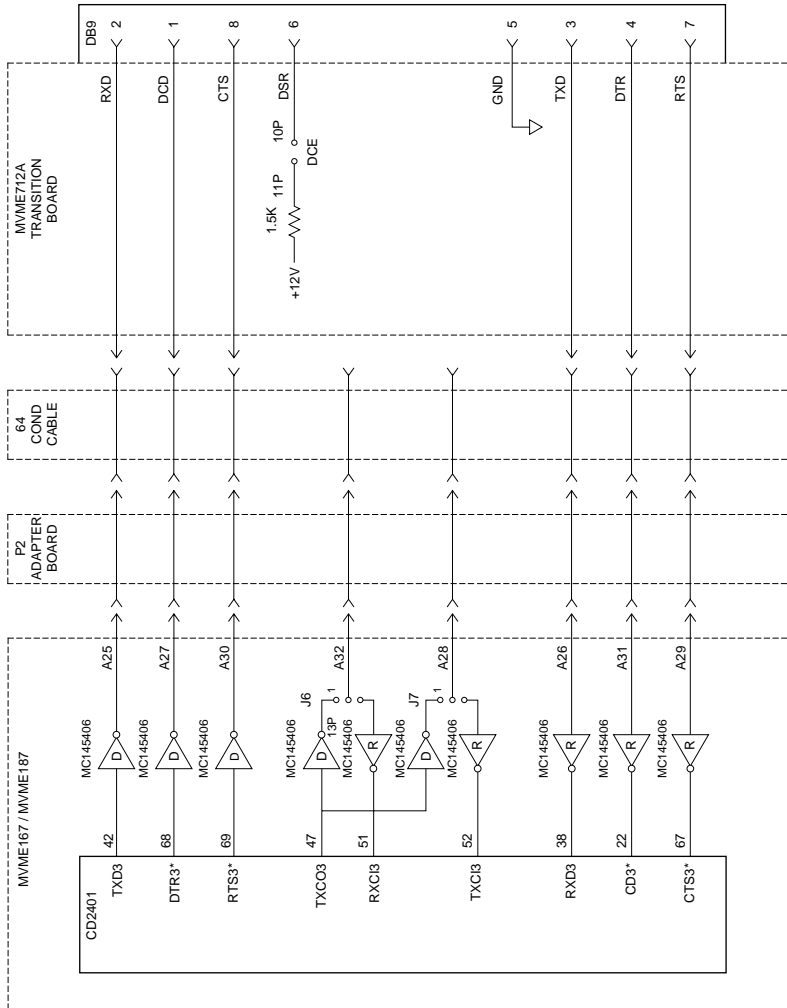 MVME167 / MVME187
P2
ADAPTER
BOARD
64
COND
CABLE
MVME712A
TRANSITION
BOARD
DB9
CD2401
TXD3
42
MC145406
D
A25
RXD
2
DTR3*
68
MC145406
D
A27
DCD
1
RTS3*
69
MC145406
D
A30
CTS
8
+12V
1.5K
11P
10P
DCE
DSR
6
TXCO3
47
MC145406
D
J6
1
13P
A32
RXCI3
51
MC145406
R
MC145406
D
J7
1
A28
TXCI3
52
MC145406
R
GND
5
RXD3
38
MC145406
R
A26
TXD
3
CD3*
22
MC145406
R
A31
DTR
4
CTS3*
67
MC145406
R
A29
RTS
7